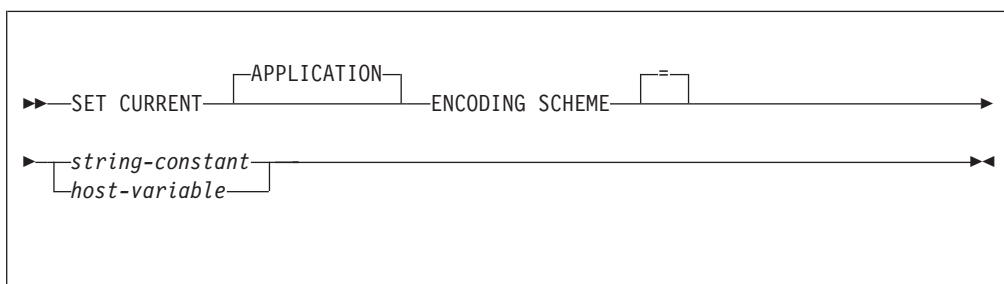 APPLICATION =
SET CURRENT ENCODING SCHEME
string-constant
host-variable